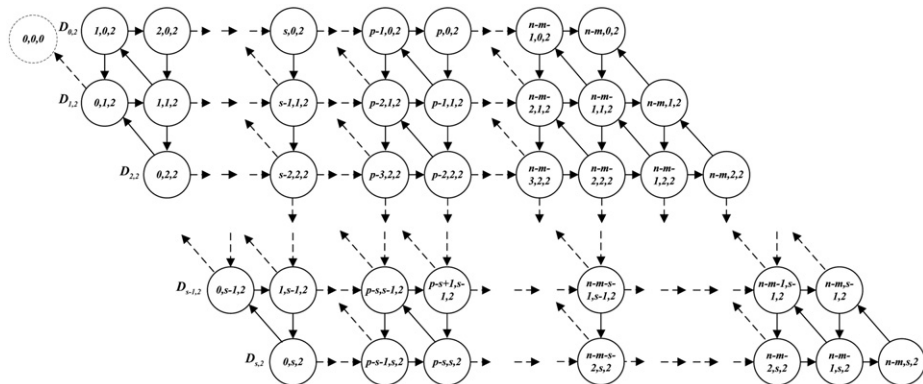 0,0,0
D0,2
1,0,2
2,0,2
s,0,2
p-1,0,2
p,0,2
n-m-
1,0,2
n-m,0,2
D1,2
0,1,2
1,1,2
s-1,1,2
p-2,1,2
p-1,1,2
n-m-
2,1,2
n-m-
1,1,2
n-m,1,2
D2,2
0,2,2
s-2,2,2
p-3,2,2
p-2,2,2
n-m-
3,2,2
n-m-
2,2,2
n-m-
1,2,2
n-m,2,2
Ds-1,2
0,s-1,2
1,s-1,2
p-s,s-1,2
p-s+1,s-
1,2
n-m-s-
1,s-1,2
n-m-1,s-
1,2
n-m,s-
1,2
Ds,2
0,s,2
p-s-1,s,2
p-s,s,2
n-m-s-
2,s,2
n-m-
2,s,2
n-m-
1,s,2
n-m,s,2